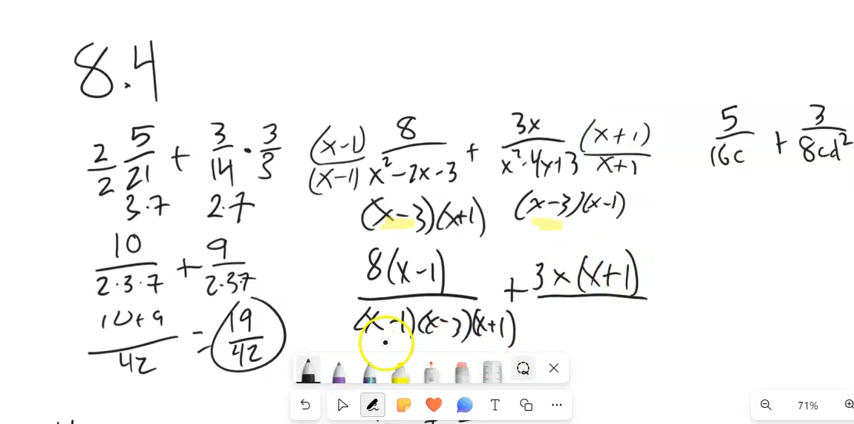 8.4
2/2 5/21 + 3/14 · 3/3
3·7 2·7
10/(2·3·7) + 9/(2·37)
10+9/42 = 19/42
(x-1)/(x-1) 8/(x²-2x-3) + 3x/(x²-4x+3) (x+1)/(x+1)
(x-3)(x+1) (x-3)(x-1)
8(x-1)/((x-1)(x-3)(x+1)) + 3x(x+1)
5/16c + 3/8cd²
T
71%